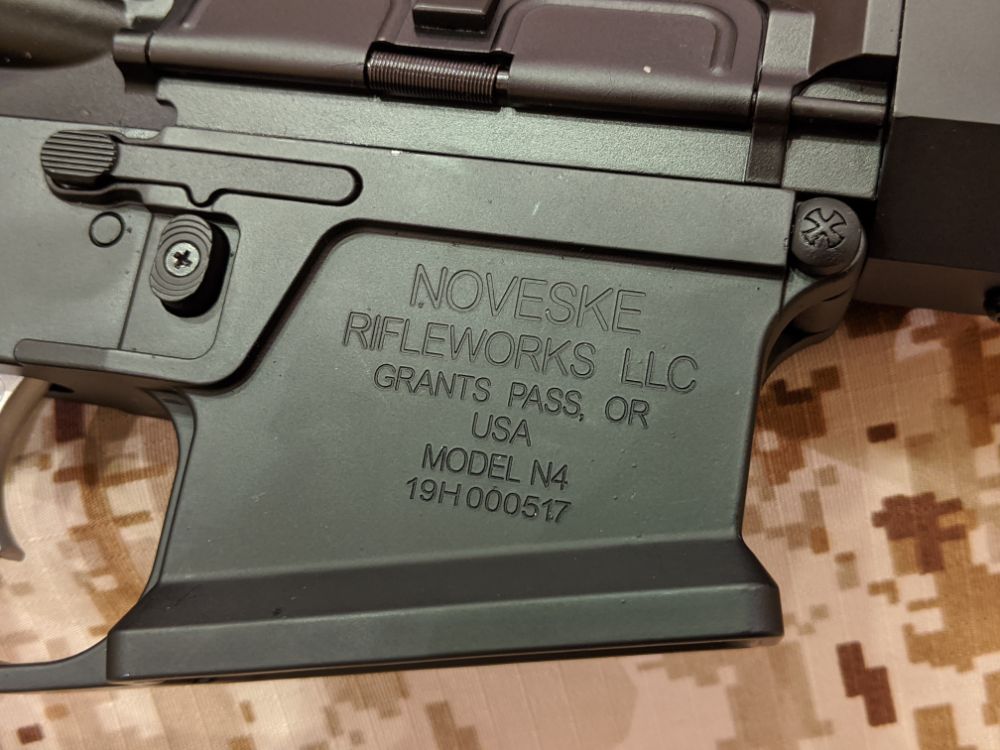 NOVESKE
RIFLEWORKS LLC
GRANTS PASS, OR
USA
MODEL N4
19H000517